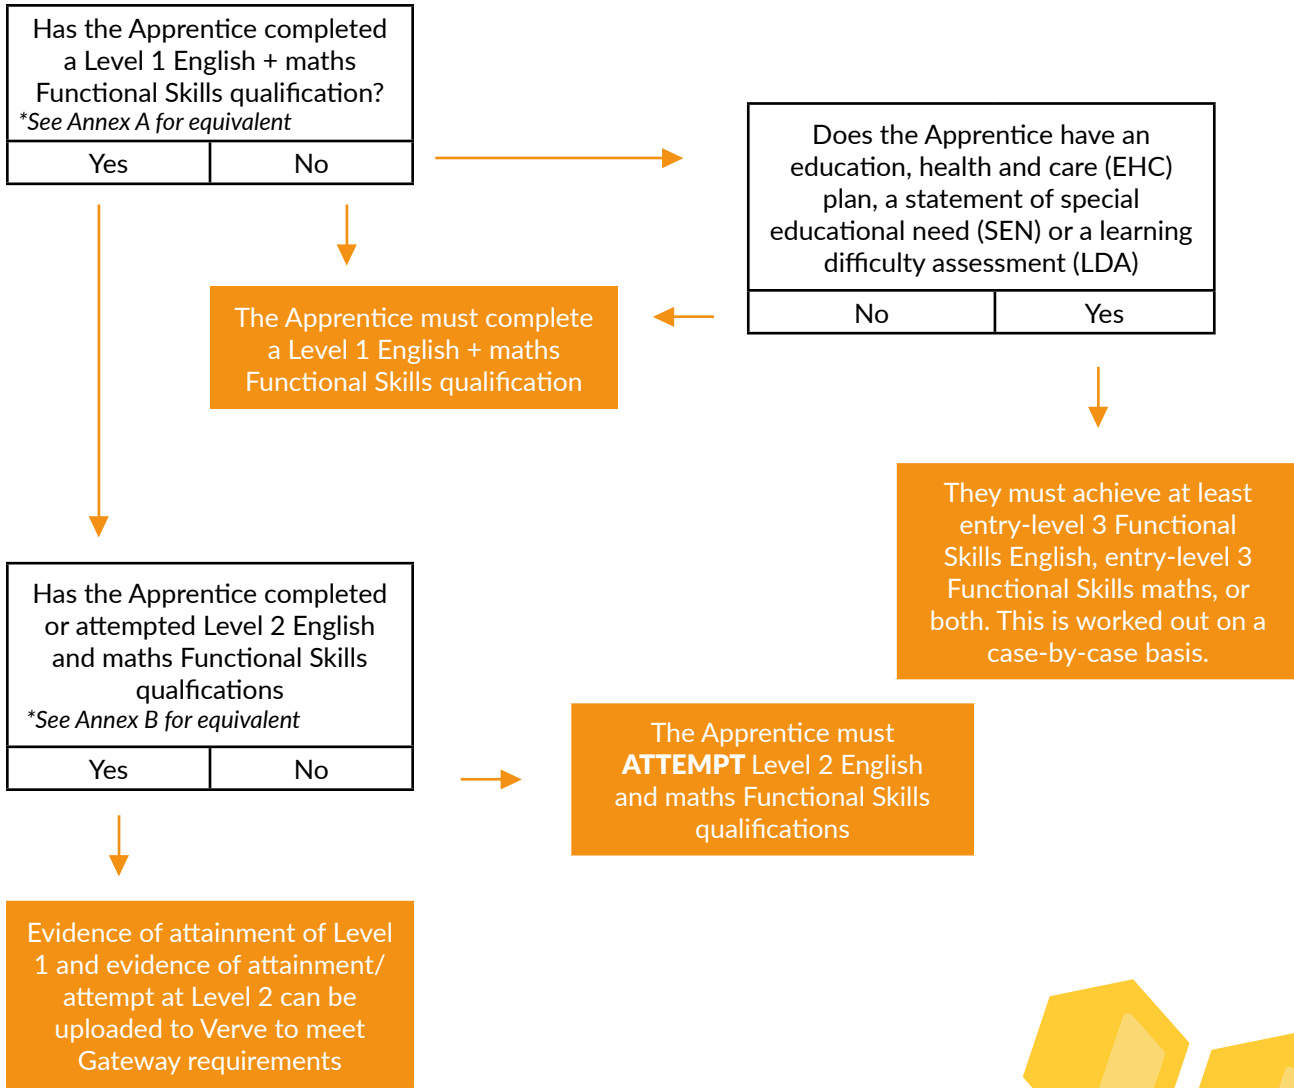 Has the Apprentice completed
a Level 1 English + maths
Functional Skills qualification?
*See Annex A for equivalent
Yes
No
Does the Apprentice have an
education, health and care (EHC)
plan, a statement of special
educational need (SEN) or a learning
difficulty assessment (LDA)
No
Yes
The Apprentice must complete
a Level 1 English + maths
Functional Skills qualification
They must achieve at least
entry-level 3 Functional
Skills English, entry-level 3
Functional Skills maths, or
both. This is worked out on a
case-by-case basis.
Has the Apprentice completed
or attempted Level 2 English
and maths Functional Skills
qualfications
*See Annex B for equivalent
Yes
No
The Apprentice must
ATTEMPT Level 2 English
and maths Functional Skills
qualifications
Evidence of attainment of Level
1 and evidence of attainment/
attempt at Level 2 can be
uploaded to Verve to meet
Gateway requirements